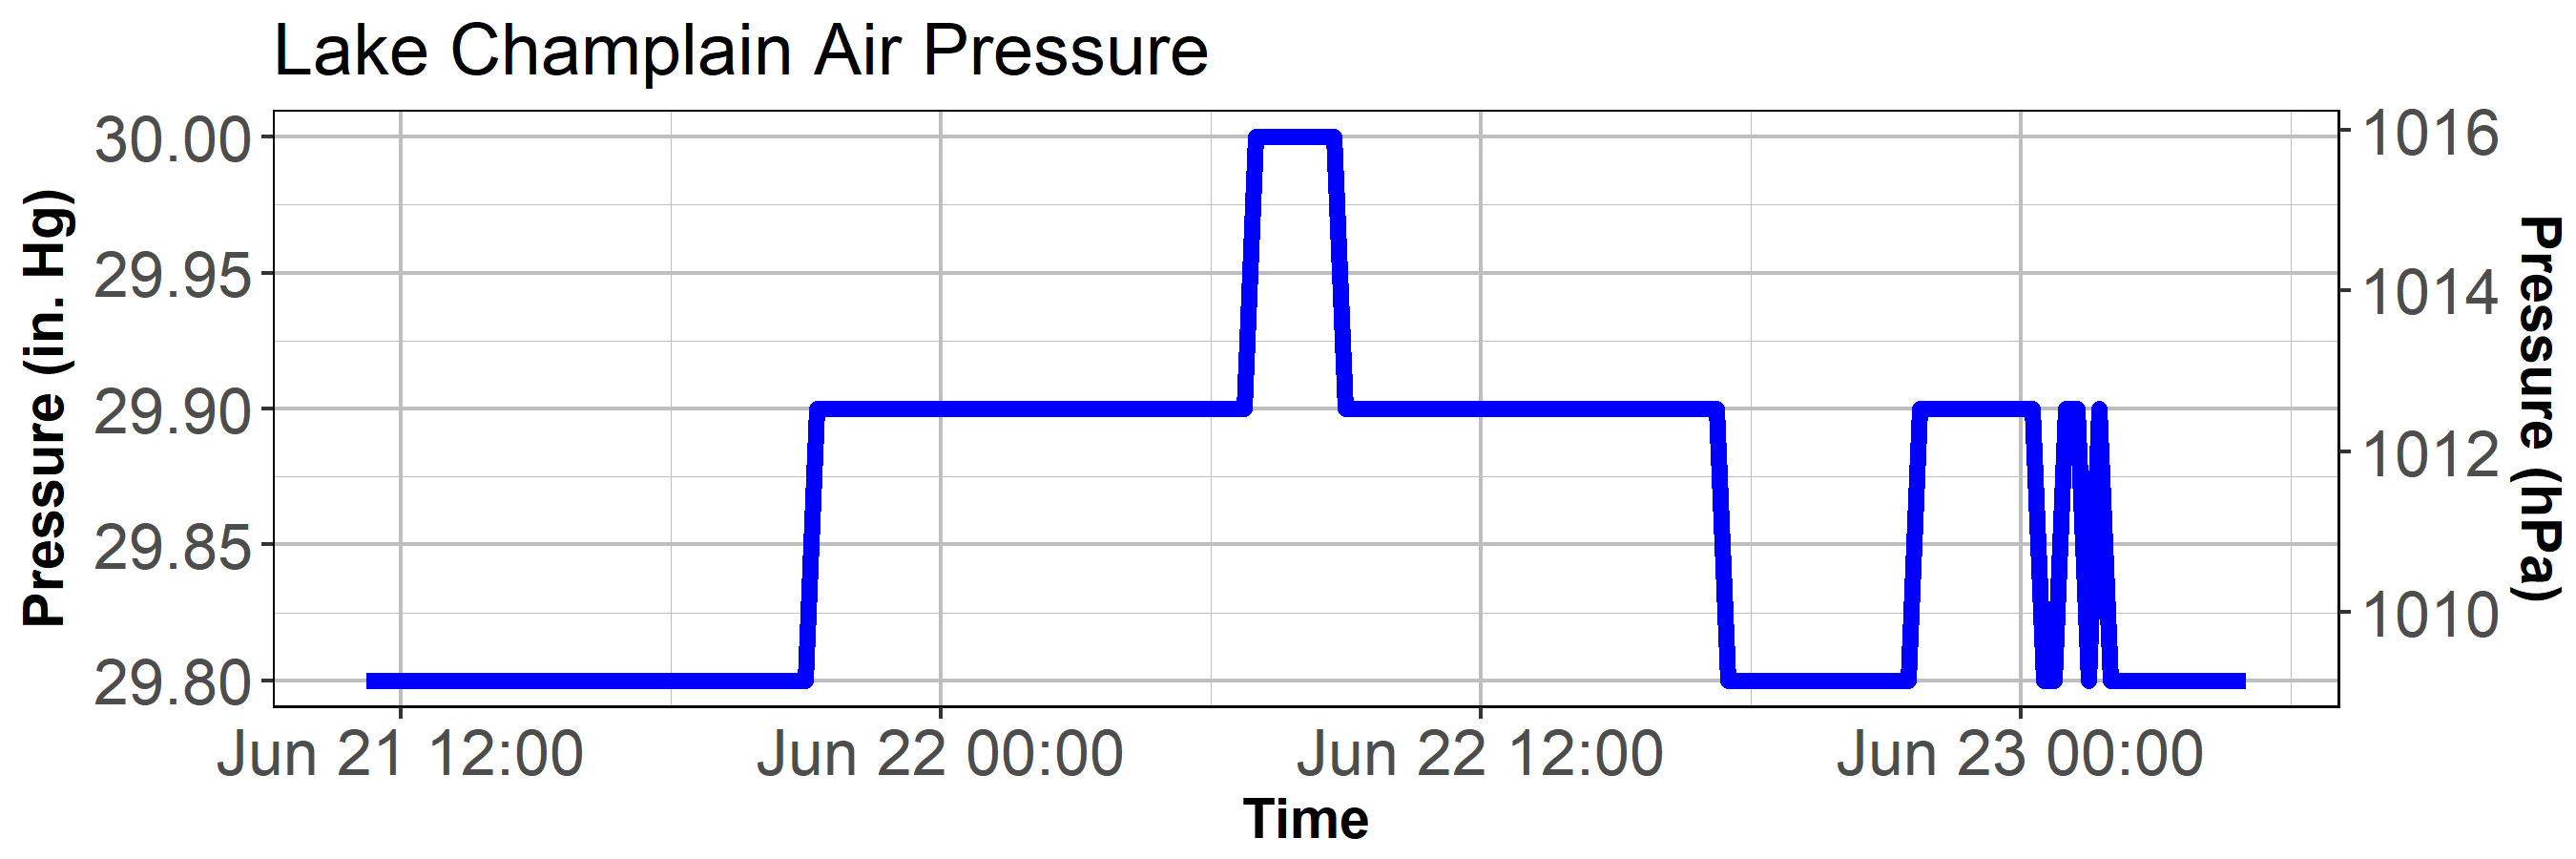 Lake Champlain Air Pressure
Pressure (in. Hg)
30.00
29.95
29.90
29.85
29.80
1016
1014
1012
1010
Pressure (hPa)
Jun 21 12:00
Jun 22 00:00
Jun 22 12:00
Jun 23 00:00
Time